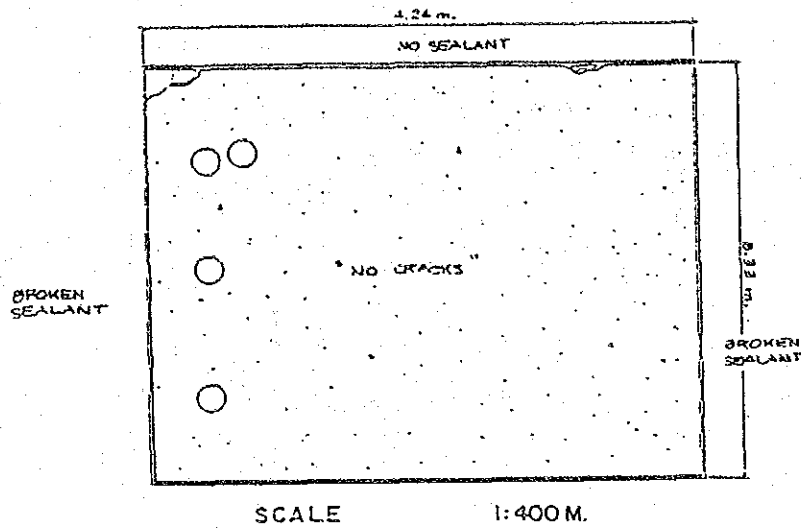 4.24 m.
NO SEALANT
"NO CRACKS"
BROKEN
SEALANT
BROKEN
SEALANT
SCALE 1:400 M.